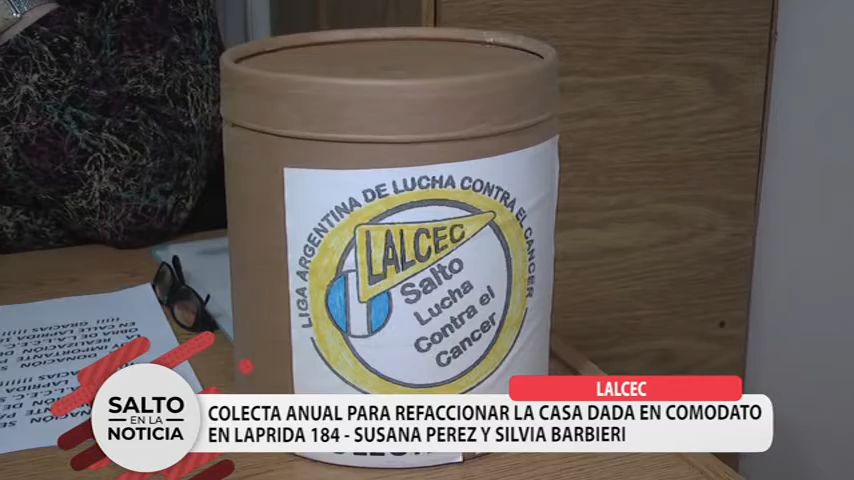 LIGA ARGENTINA DE LUCHA CONTRA EL CANCER
LALCEC
Salto
Lucha
Contra el
Cancer
LALCEC
COLECTA ANUAL PARA REFACCIONAR LA CASA DADA EN COMODATO
EN LAPRIDA 184 - SUSANA PEREZ Y SILVIA BARBIERI
SALTO
EN LA
NOTICIA